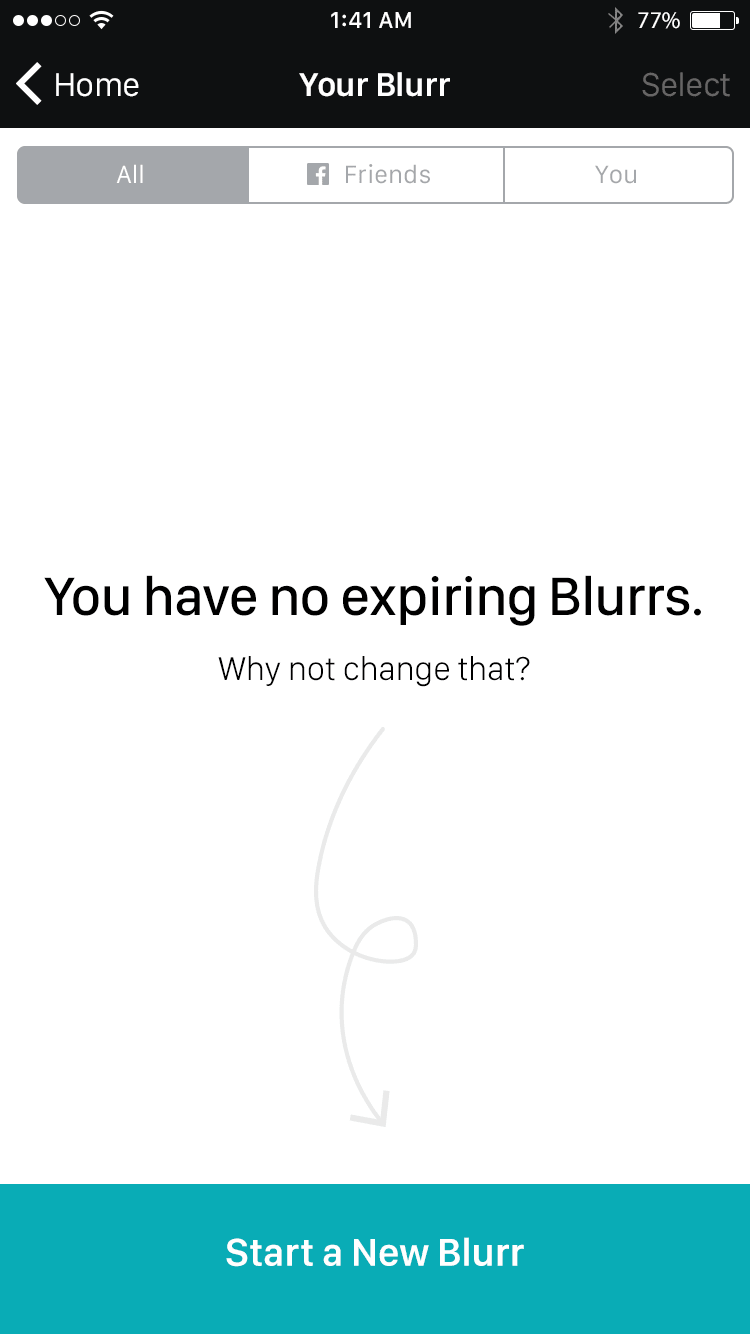 1:41 AM 77%
Home Your Blurr Select
All Friends You
You have no expiring Blurrs.
Why not change that?
Start a New Blurr